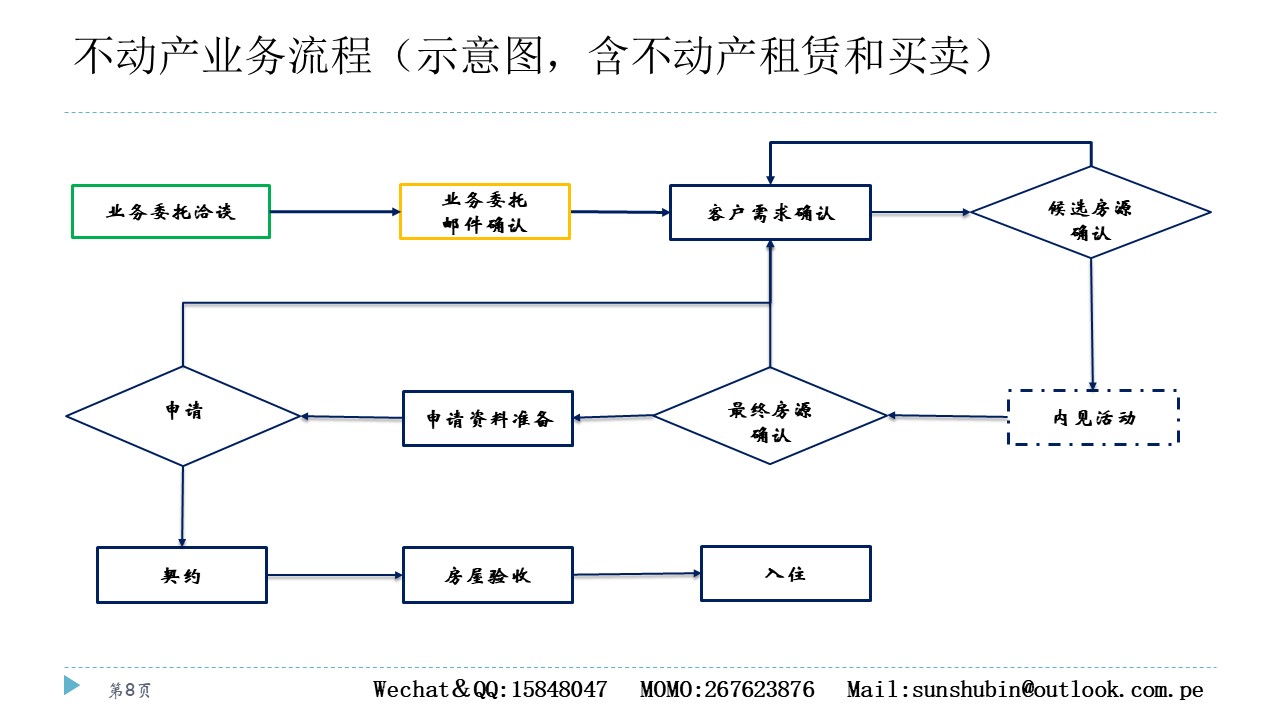 不动产业务流程（示意图，含不动产租赁和买卖）
业务委托洽谈
业务委托
邮件确认
客户需求确认
候选房源
确认
申请
申请资料准备
最终房源
确认
内见活动
契约
房屋验收
入住
第8页
Wechat＆QQ:15848047 MOMO:267623876 Mail:sunshubin@outlook.com.pe